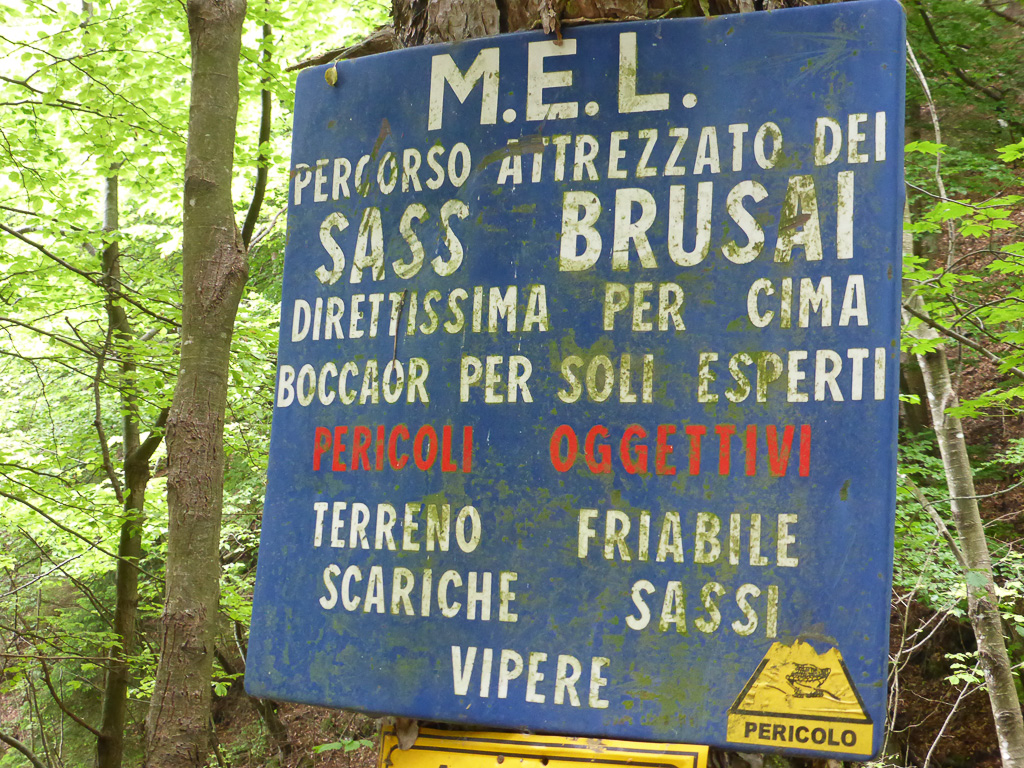 M.E.L.
PERCORSO ATTREZZATO DEI
SASS BRUSAI
DIRETTISSIMA PER CIMA
BOCCAOR PER SOLI ESPERTI
PERICOLI OGGETTIVI
TERRENO FRIABILE
SCARICHE SASSI
VIPERE
PERICOLO